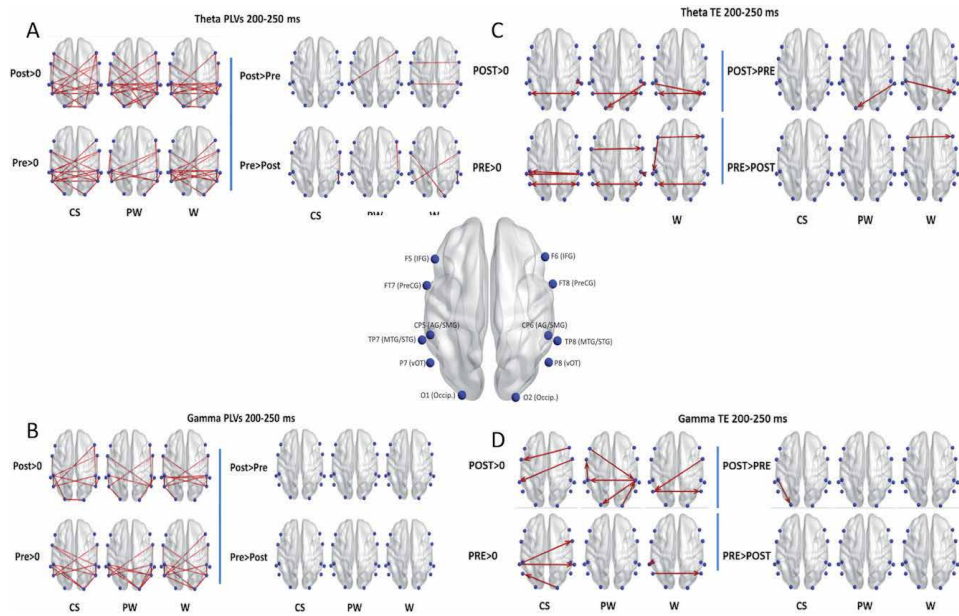 A
Theta PLVs 200-250 ms
Post>0
Post>Pre
Pre>0
Pre>Post
CS
PW
W
CS
PW
W
C
Theta TE 200-250 ms
POST>0
POST>PRE
PRE>0
PRE>POST
W
CS
PW
W
F5 (IFG)
F6 (IFG)
FT7 (PreCG)
FT8 (PreCG)
CP5 (AG/SMG)
CP6 (AG/SMG)
TP7 (MTG/STG)
TP8 (MTG/STG)
P7 (vOT)
P8 (vOT)
O1 (Occip.)
O2 (Occip.)
B
Gamma PLVs 200-250 ms
Post>0
Post>Pre
Pre>0
Pre>Post
CS
PW
W
CS
PW
W
D
Gamma TE 200-250 ms
POST>0
POST>PRE
PRE>0
PRE>POST
CS
PW
W
CS
PW
W